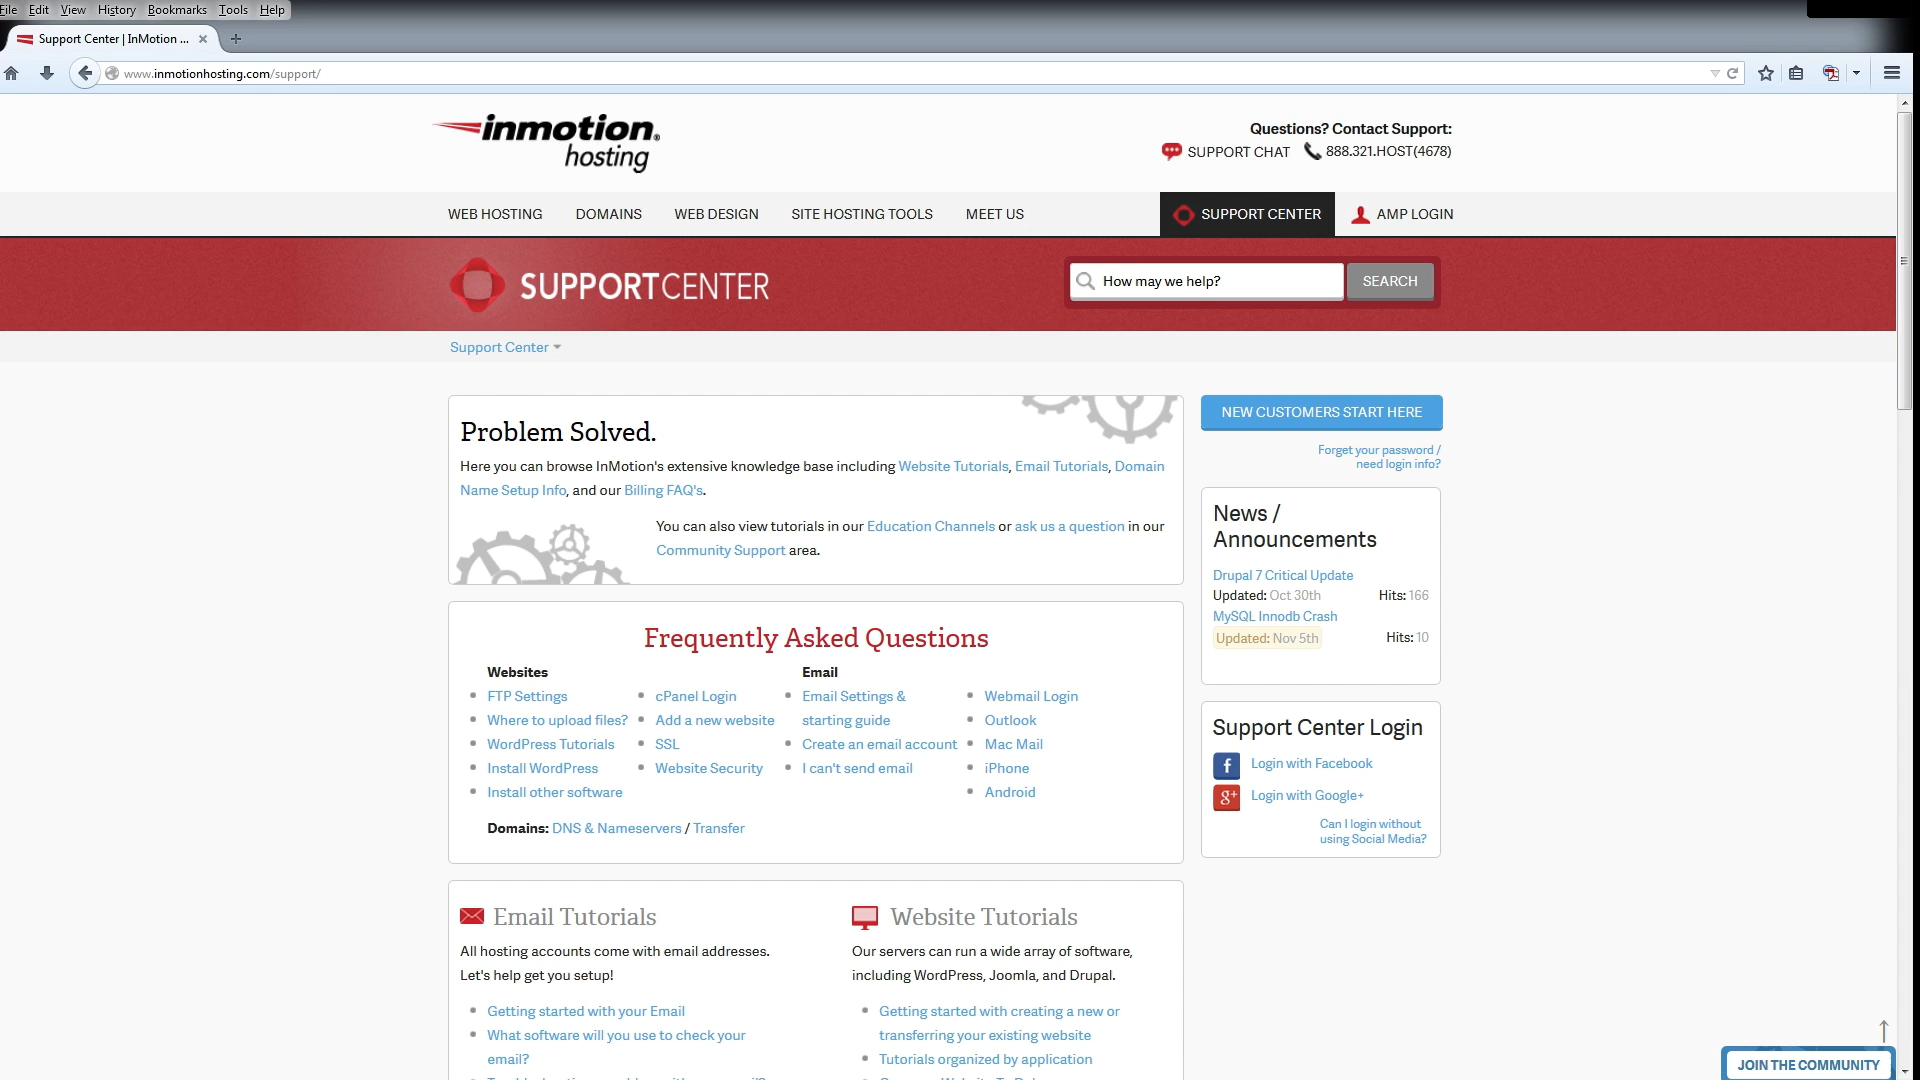 File Edit View History Bookmarks Tools Help
Support Center | InMotion ...
www.inmotionhosting.com/support/
inmotion
hosting
Questions? Contact Support:
SUPPORT CHAT 888.321.HOST(4678)
WEB HOSTING DOMAINS WEB DESIGN SITE HOSTING TOOLS MEET US SUPPORT CENTER AMP LOGIN
SUPPORTCENTER
How may we help? SEARCH
Support Center
Problem Solved.
Here you can browse InMotion's extensive knowledge base including Website Tutorials, Email Tutorials, Domain
Name Setup Info, and our Billing FAQ's.
You can also view tutorials in our Education Channels or ask us a question in our
Community Support area.
NEW CUSTOMERS START HERE
Forget your password /
need login info?
News /
Announcements
Drupal 7 Critical Update
Updated: Oct 30th Hits: 166
MySQL Innodb Crash
Updated: Nov 5th Hits: 10
Frequently Asked Questions
Websites
FTP Settings
Where to upload files?
WordPress Tutorials
Install WordPress
Install other software
cPanel Login
Add a new website
SSL
Website Security
Email
Email Settings &
starting guide
Create an email account
I can't send email
Webmail Login
Outlook
Mac Mail
iPhone
Android
Domains: DNS & Nameservers / Transfer
Support Center Login
f Login with Facebook
g+ Login with Google+
Can I login without
using Social Media?
Email Tutorials
All hosting accounts come with email addresses.
Let's help get you setup!
Getting started with your Email
What software will you use to check your
email?
Website Tutorials
Our servers can run a wide array of software,
including WordPress, Joomla, and Drupal.
Getting started with creating a new or
transferring your existing website
Tutorials organized by application
JOIN THE COMMUNITY